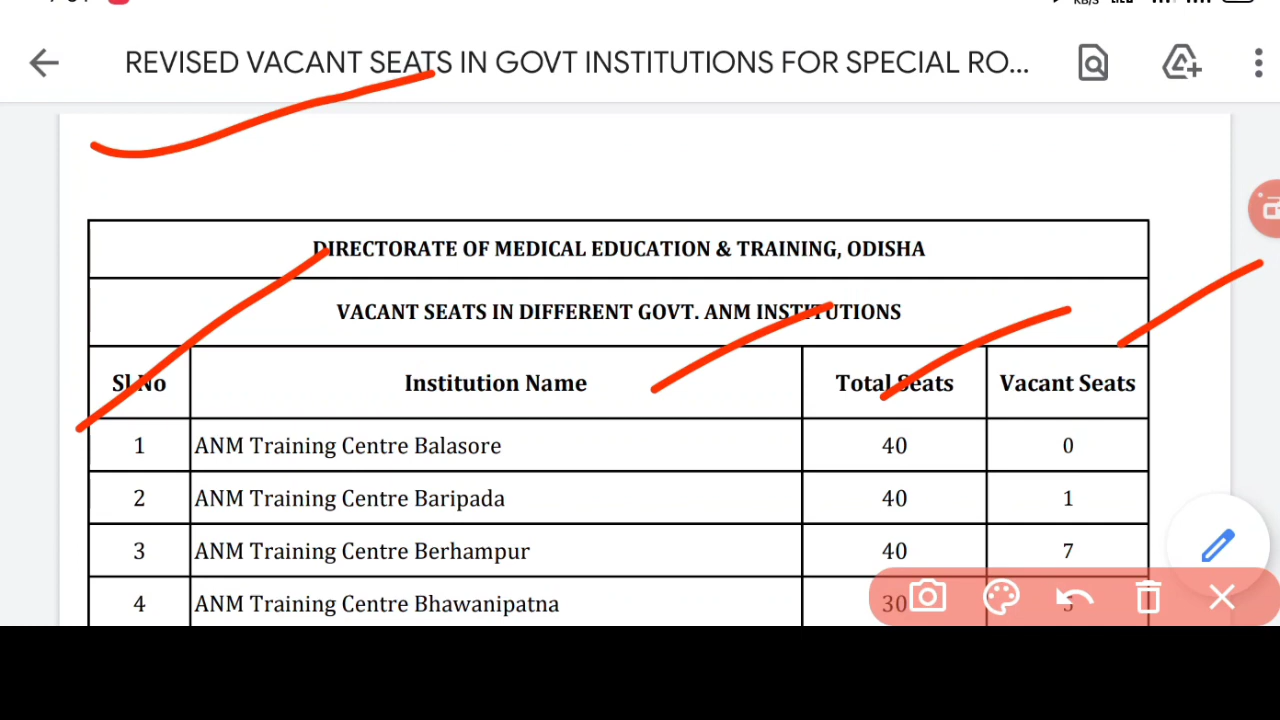 REVISED VACANT SEATS IN GOVT INSTITUTIONS FOR SPECIAL RO...
DIRECTORATE OF MEDICAL EDUCATION & TRAINING, ODISHA
VACANT SEATS IN DIFFERENT GOVT. ANM INSTITUTIONS
Sl No Institution Name Total Seats Vacant Seats
1 ANM Training Centre Balasore 40 0
2 ANM Training Centre Baripada 40 1
3 ANM Training Centre Berhampur 40 7
4 ANM Training Centre Bhawanipatna 30